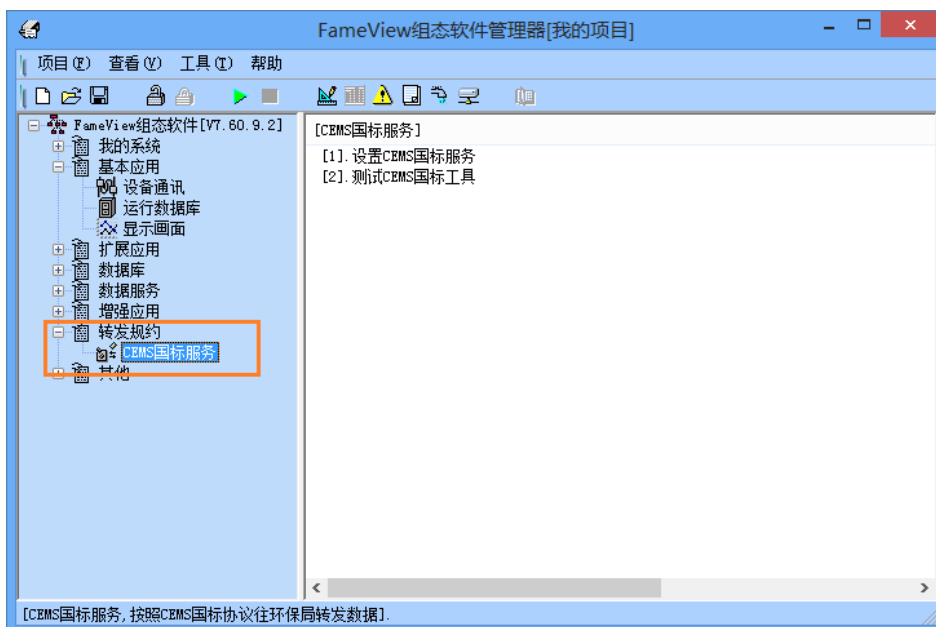 FameView组态软件管理器[我的项目]
项目(F) 查看(V) 工具(T) 帮助
FameView组态软件[V7.60.9.2]
我的系统
基本应用
设备通讯
运行数据库
显示画面
扩展应用
数据库
数据服务
增强应用
转发规约
CEMS国标服务
其他
[CEMS国标服务]
[1].设置CEMS国标服务
[2].测试CEMS国标工具
[CEMS国标服务,按照CEMS国标协议往环保局转发数据].